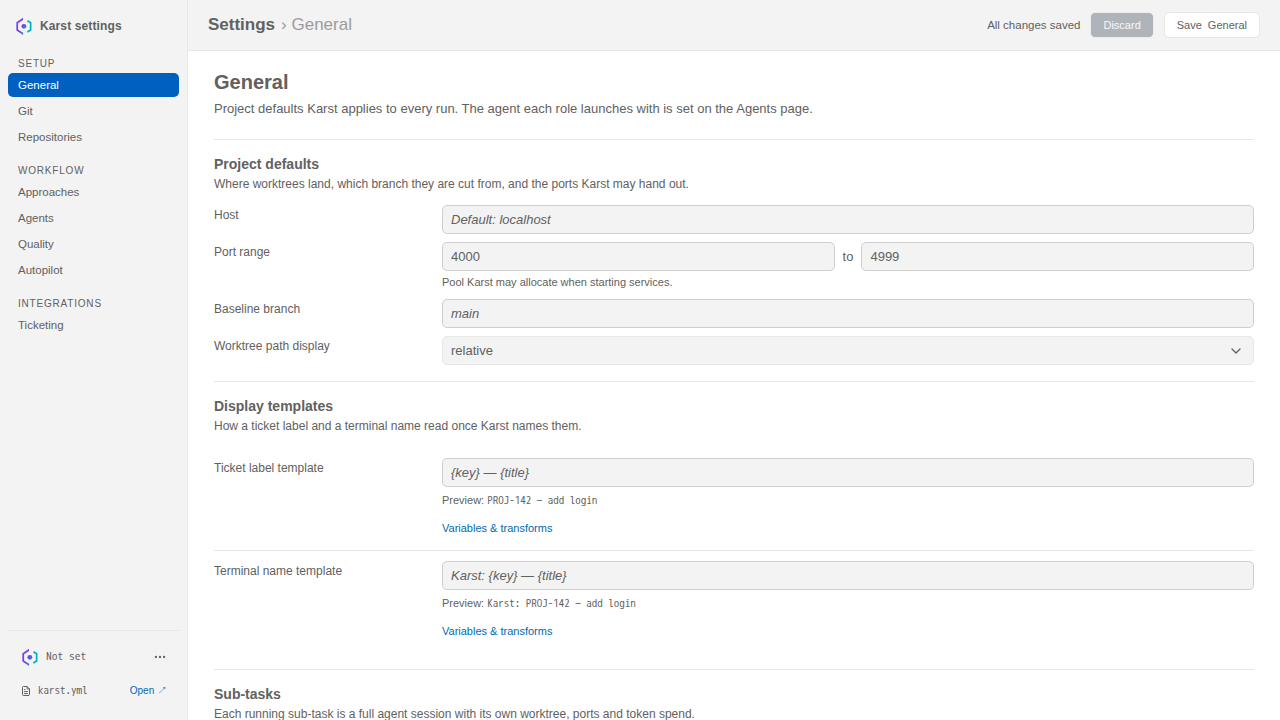 Karst settings
SETUP
General
Git
Repositories
WORKFLOW
Approaches
Agents
Quality
Autopilot
INTEGRATIONS
Ticketing
Not set
karst.yml
Open ↗
Settings › General
All changes saved
Discard
Save General
General
Project defaults Karst applies to every run. The agent each role launches with is set on the Agents page.
Project defaults
Where worktrees land, which branch they are cut from, and the ports Karst may hand out.
Host
Default: localhost
Port range
4000 to 4999
Pool Karst may allocate when starting services.
Baseline branch
main
Worktree path display
relative
Display templates
How a ticket label and a terminal name read once Karst names them.
Ticket label template
{key} — {title}
Preview: PROJ-142 — add login
Variables & transforms
Terminal name template
Karst: {key} — {title}
Preview: Karst: PROJ-142 — add login
Variables & transforms
Sub-tasks
Each running sub-task is a full agent session with its own worktree, ports and token spend.